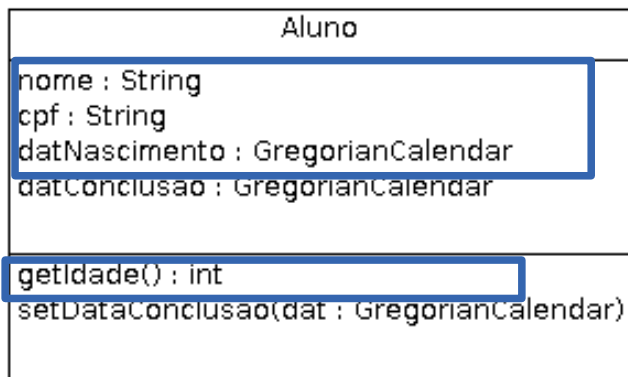 Aluno
nome : String
cpf : String
datNascimento : GregorianCalendar
datConclusao : GregorianCalendar
getIdade() : int
setDataConclusao(dat : GregorianCalendar)